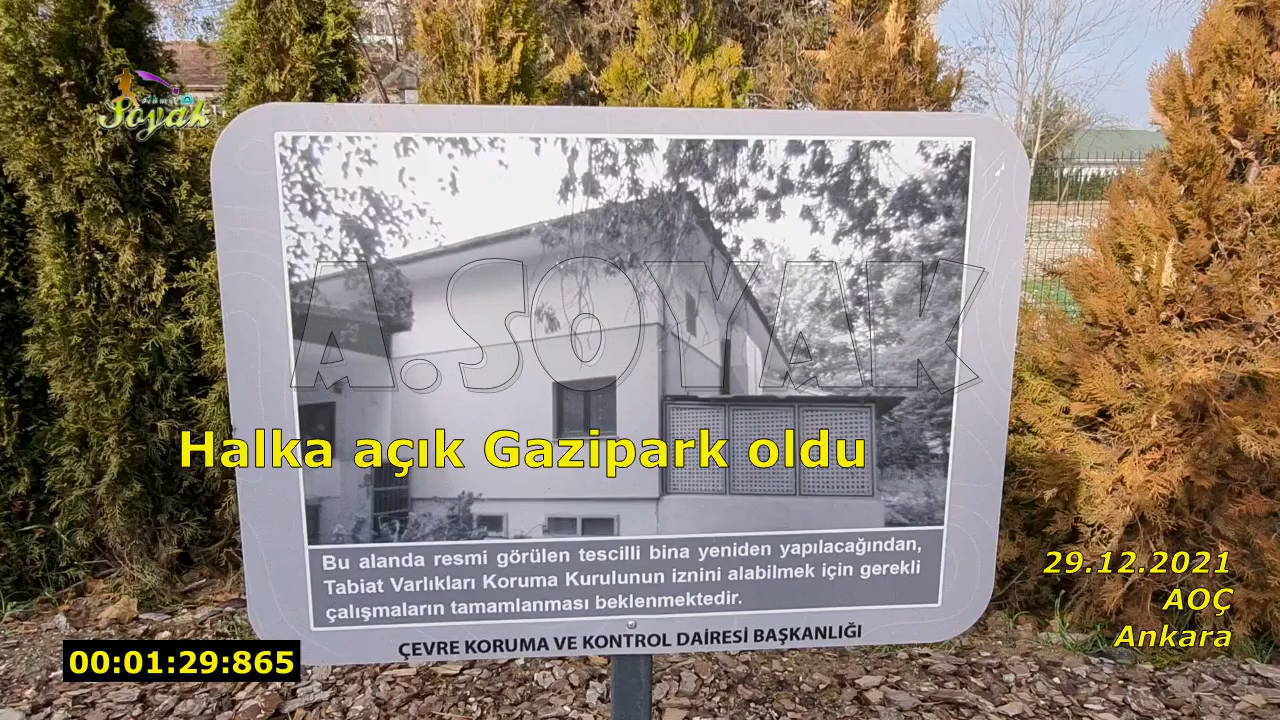 Ahmet
Soyak
A.SOYAK
Halka açık Gazipark oldu
Bu alanda resmi görülen tescilli bina yeniden yapılacağından,
Tabiat Varlıkları Koruma Kurulunun iznini alabilmek için gerekli
çalışmaların tamamlanması beklenmektedir.
ÇEVRE KORUMA VE KONTROL DAİRESİ BAŞKANLIĞI
29.12.2021
AOÇ
Ankara
00:01:29:865